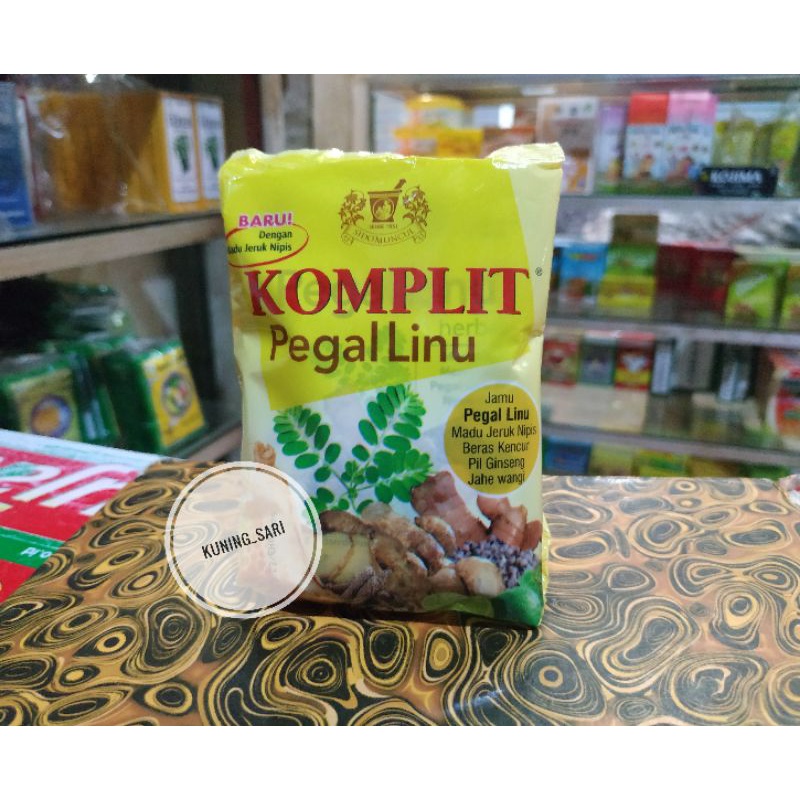 BARU!
Dengan
Madu Jeruk Nipis
SIDOMUNCUL
KOMPLIT®
Pegal Linu
Jamu
Pegal Linu
Madu Jeruk Nipis
Beras Kencur
Pil Ginseng
Jahe wangi
KUNING_SARI
KOJIMA